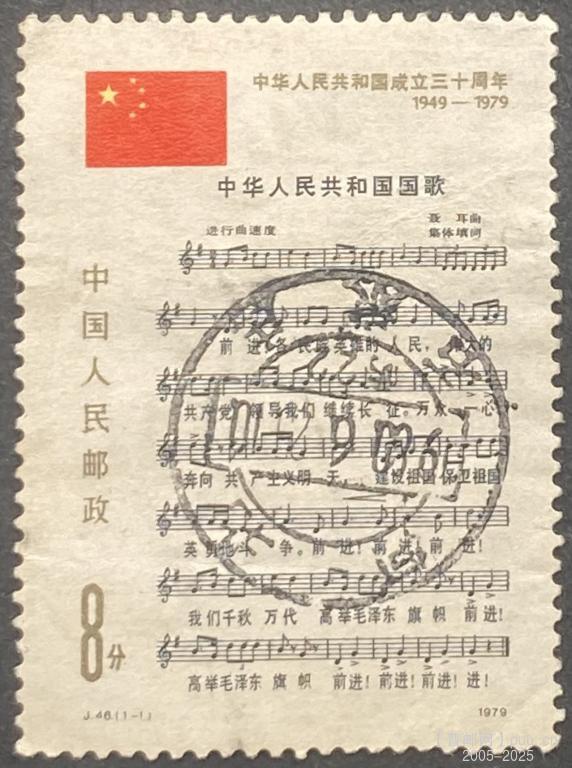 中华人民共和国成立三十周年
1949—1979
中华人民共和国国歌
进行曲速度
聂耳曲
集体填词
中国人民邮政
前进!各民族英雄的人民,伟大的
共产党领导我们继续长征。万众一心
奔向共产主义明天,建设祖国保卫祖国
英勇地斗争。前进!前进!前进!
我们千秋万代高举毛泽东旗帜前进!
高举毛泽东旗帜前进!前进!前进!进!
8分
J.46.(1-1)
1979
2005-2025